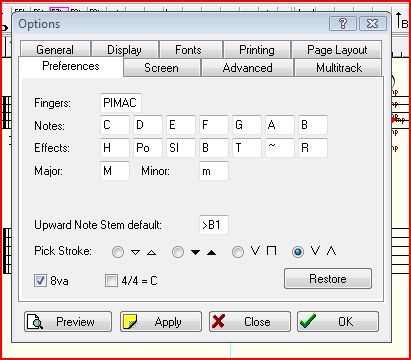 Options
General Display Fonts Printing Page Layout
Preferences Screen Advanced Multitrack
Fingers: PIMAC
Notes: C D E F G A B
Effects: H Po Sl B T ~ R
Major: M Minor: m
Upward Note Stem default: >B1
Pick Stroke:
8va 4/4 = C Restore
Preview Apply Close OK